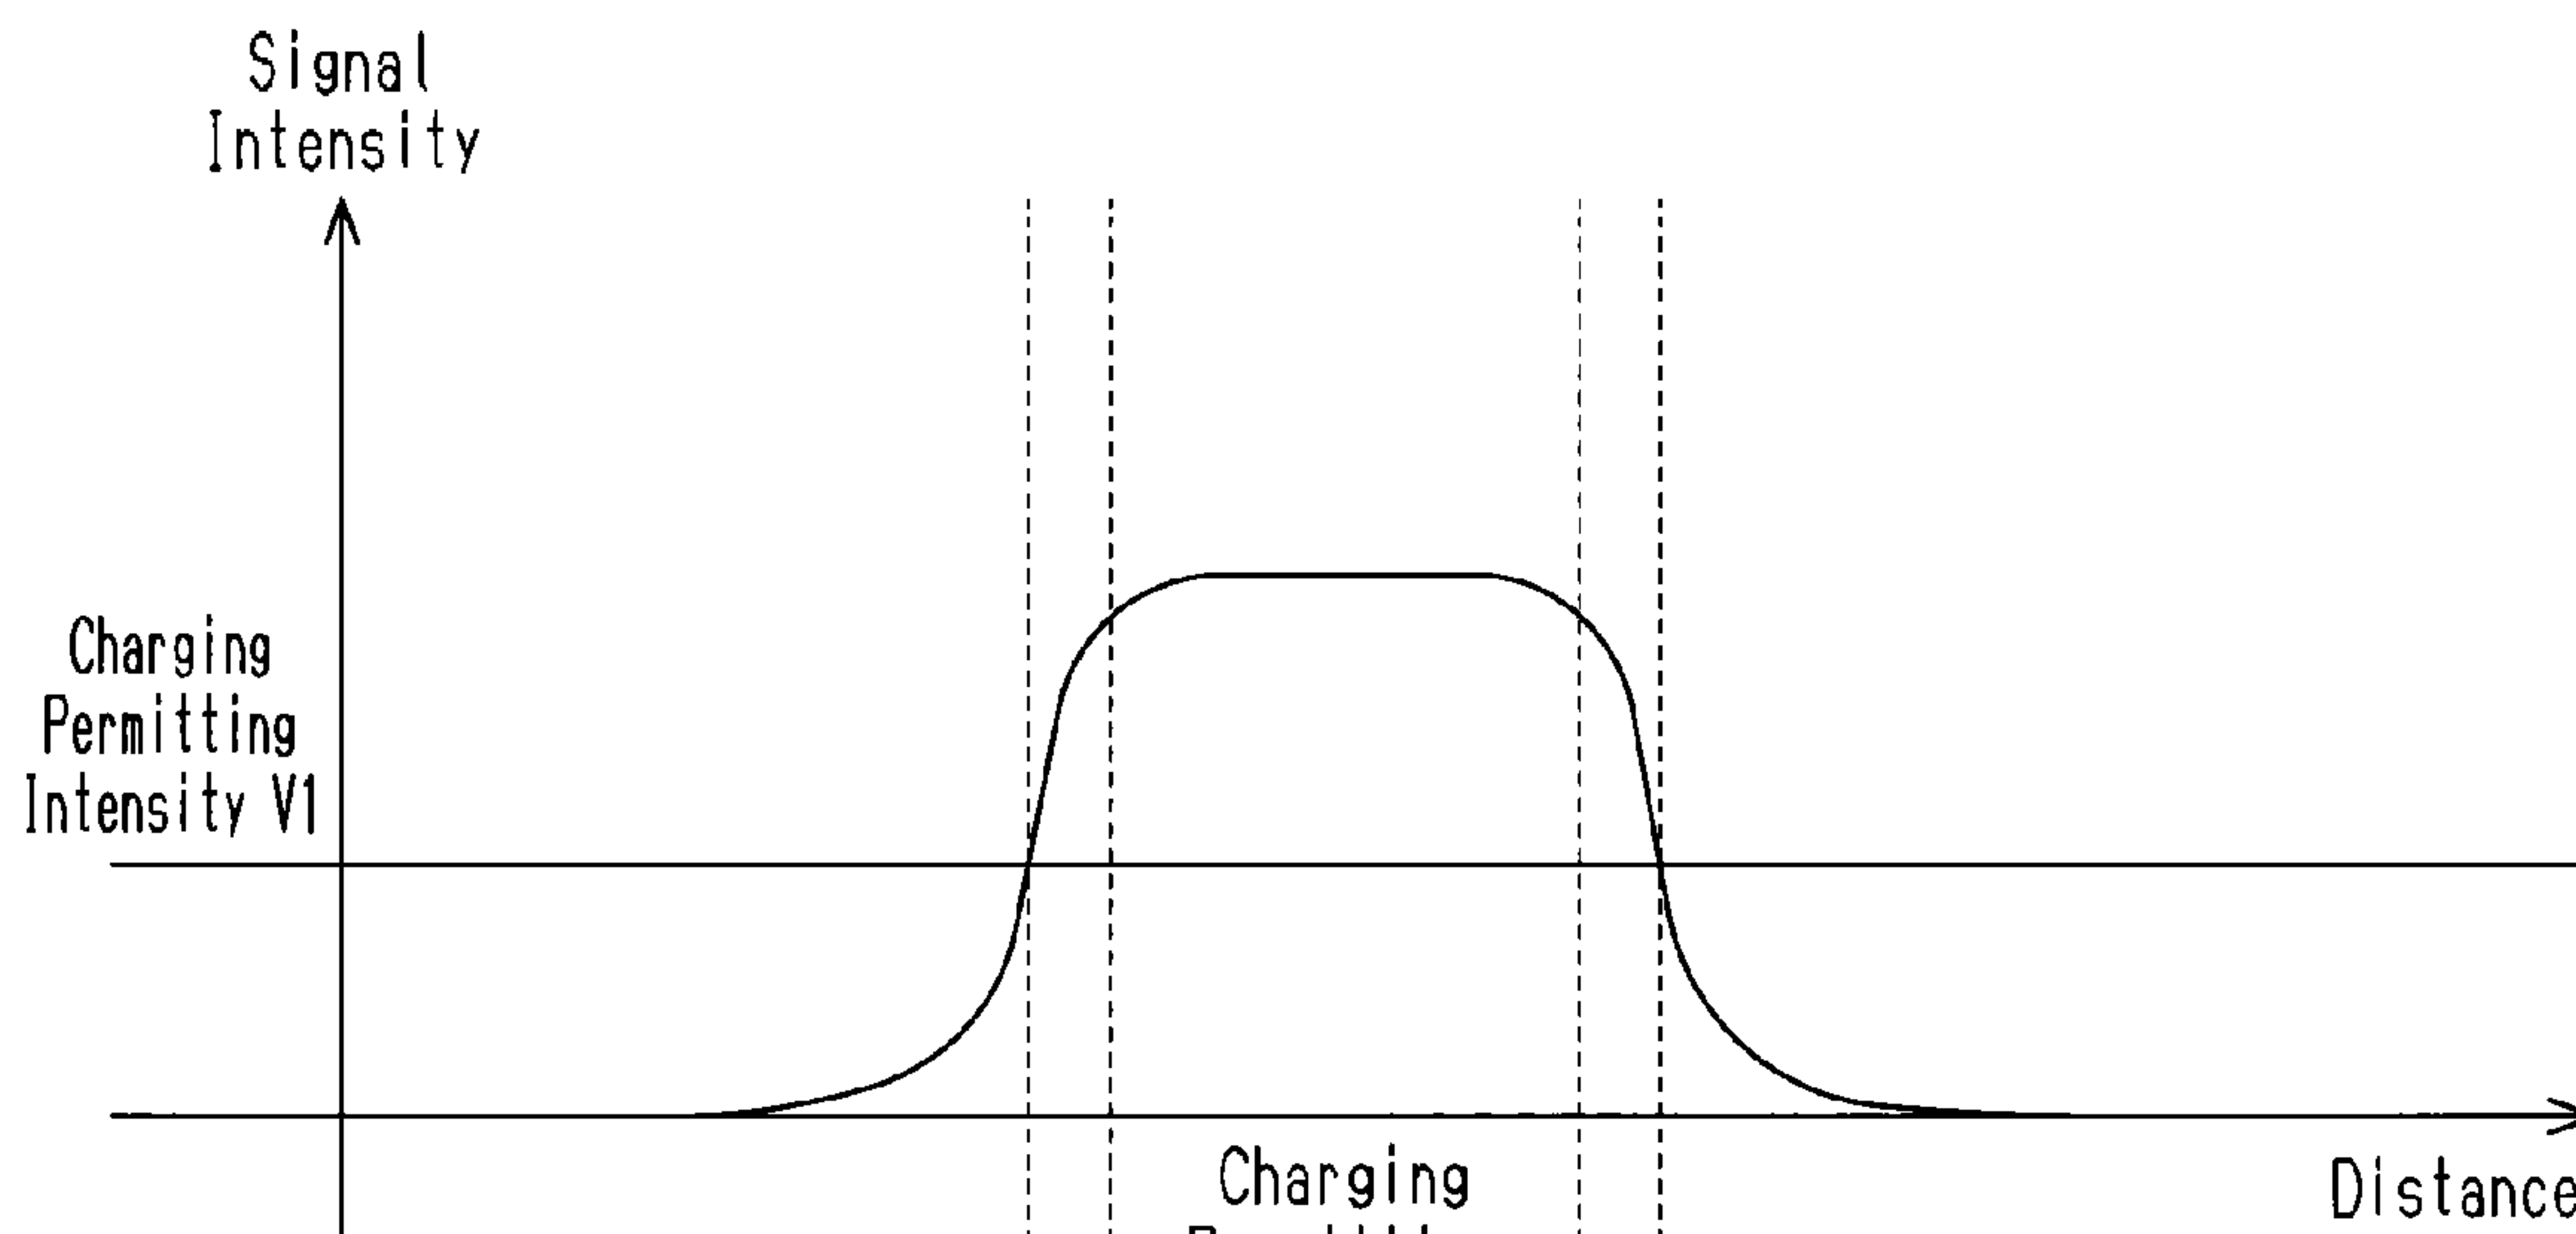 Signal
Intensity
Charging
Permitting
Intensity V1
Charging
Distance